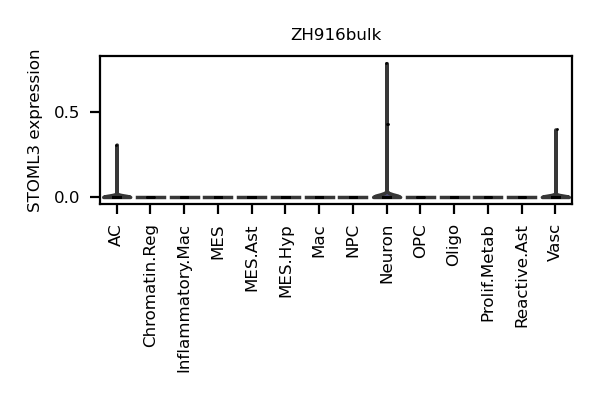 ZH916bulk
STOML3 expression
0.5
0.0
AC
Chromatin.Reg
Inflammatory.Mac
MES
MES.Ast
MES.Hyp
Mac
NPC
Neuron
OPC
Oligo
Prolif.Metab
Reactive.Ast
Vasc